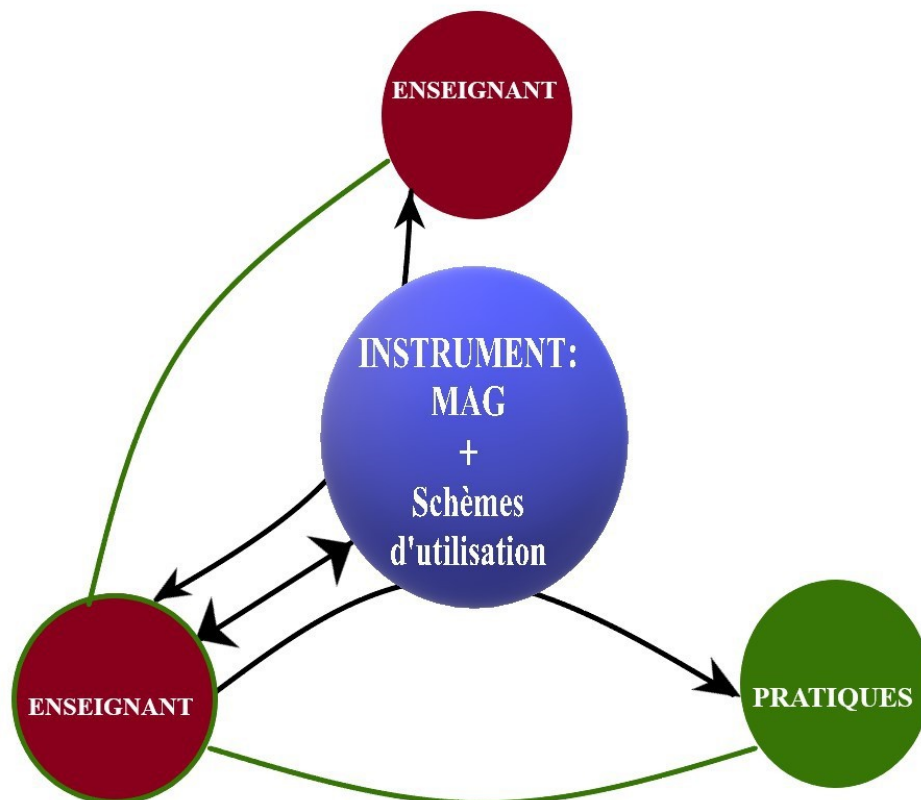 ENSEIGNANT
INSTRUMENT:
MAG
+
Schèmes
d'utilisation
ENSEIGNANT
PRATIQUES